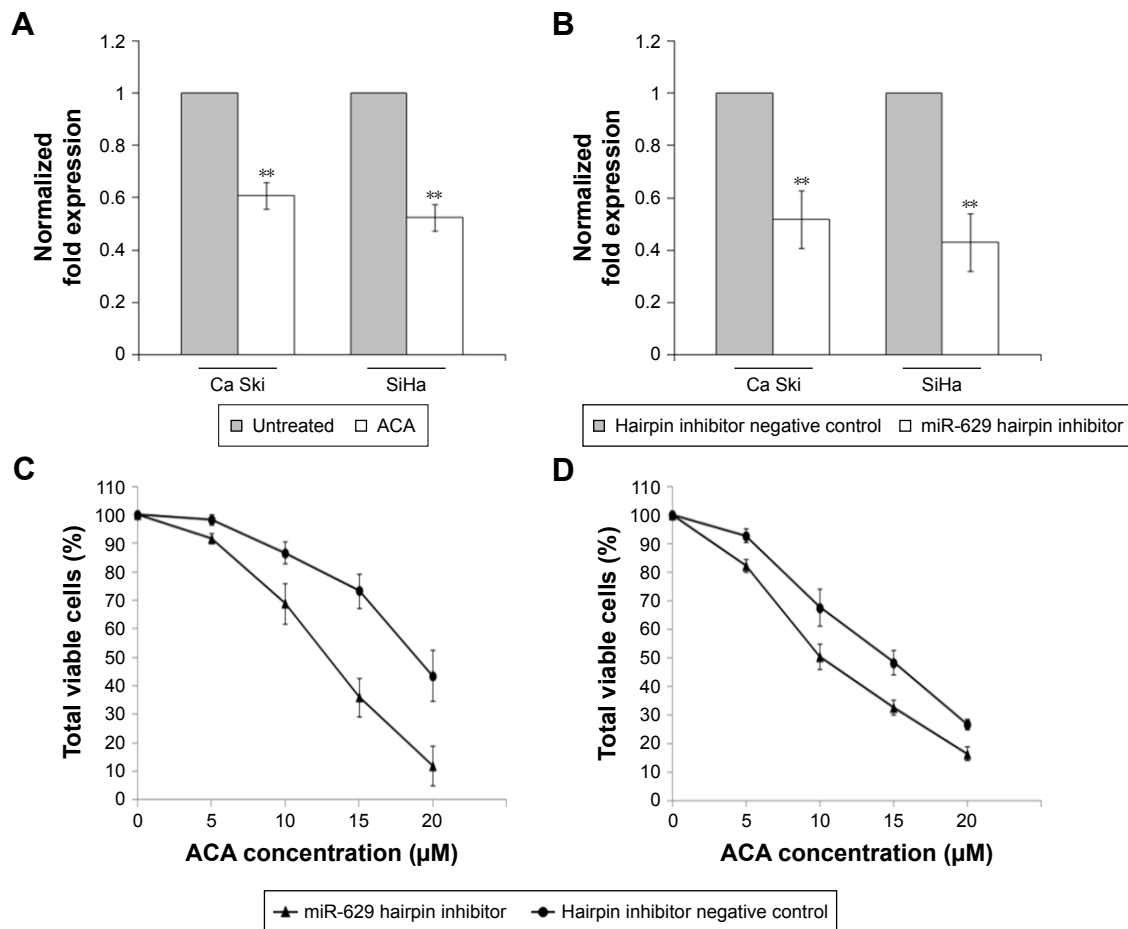 A
Normalized
fold expression
1.2
1
0.8
0.6
0.4
0.2
0
**
**
Ca Ski
SiHa
Untreated ACA
B
Normalized
fold expression
1.2
1
0.8
0.6
0.4
0.2
0
**
**
Ca Ski
SiHa
Hairpin inhibitor negative control miR-629 hairpin inhibitor
C
Total viable cells (%)
110
100
90
80
70
60
50
40
30
20
10
0
0 5 10 15 20
ACA concentration (µM)
D
Total viable cells (%)
110
100
90
80
70
60
50
40
30
20
10
0
0 5 10 15 20
ACA concentration (µM)
miR-629 hairpin inhibitor Hairpin inhibitor negative control